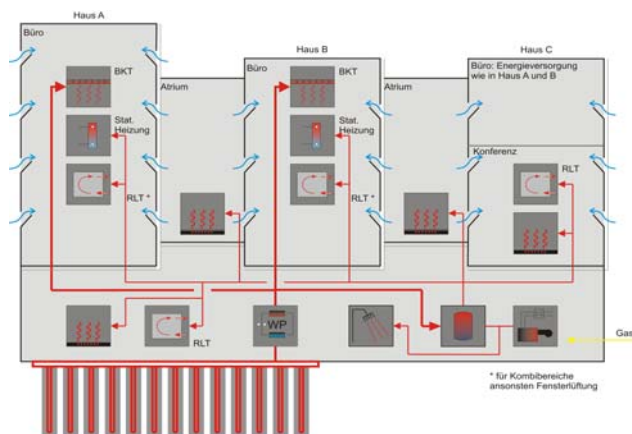 Haus A
Büro
BKT
Stat.
Heizung
RLT *
Atrium
Haus B
Büro
BKT
Stat.
Heizung
RLT *
Atrium
Haus C
Büro: Energieversorgung
wie in Haus A und B
Konferenz
RLT
RLT
WP
Gas
* für Kombibereiche
ansonsten Fensterlüftung